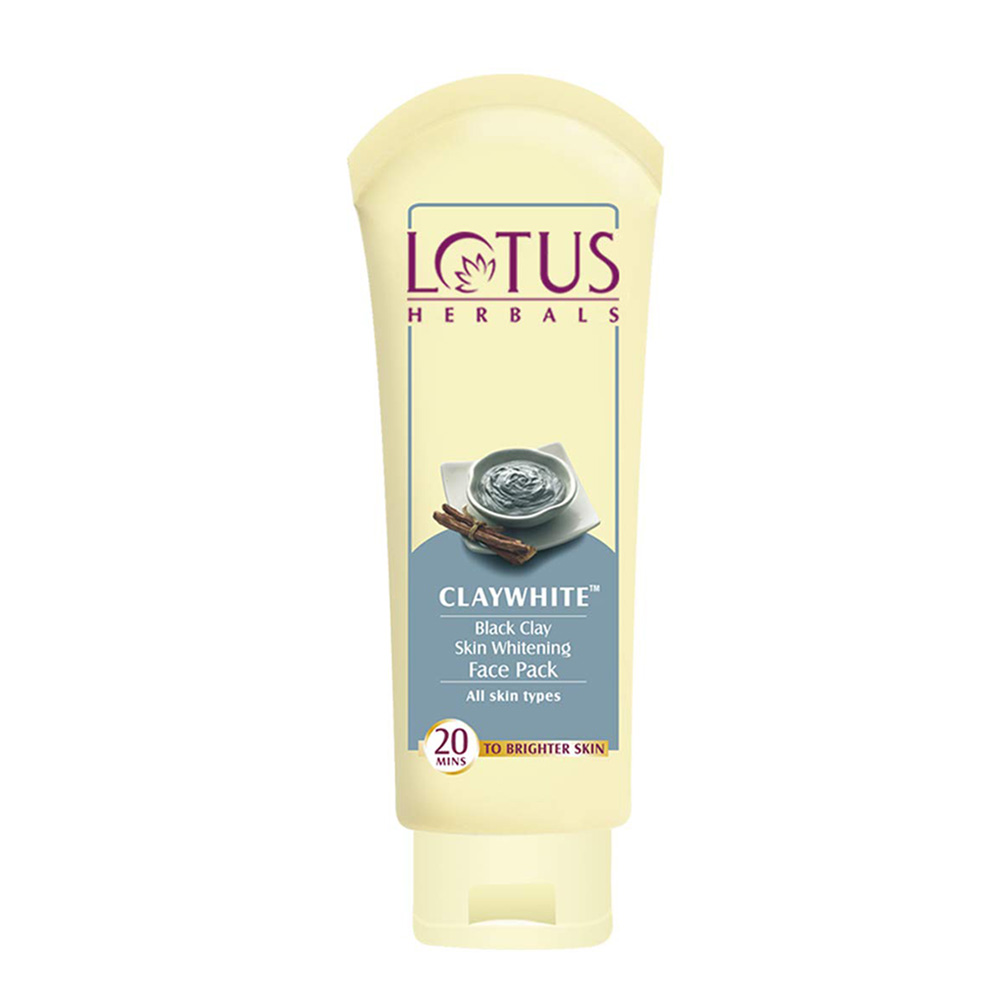 LOTUS
HERBALS
CLAYWHITE™
Black Clay
Skin Whitening
Face Pack
All skin types
20
MINS
TO BRIGHTER SKIN